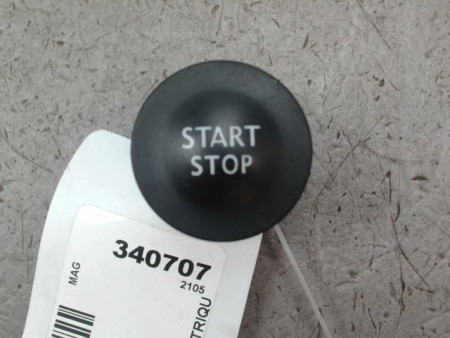 START
STOP
340707
2105
MAG
TRIQU